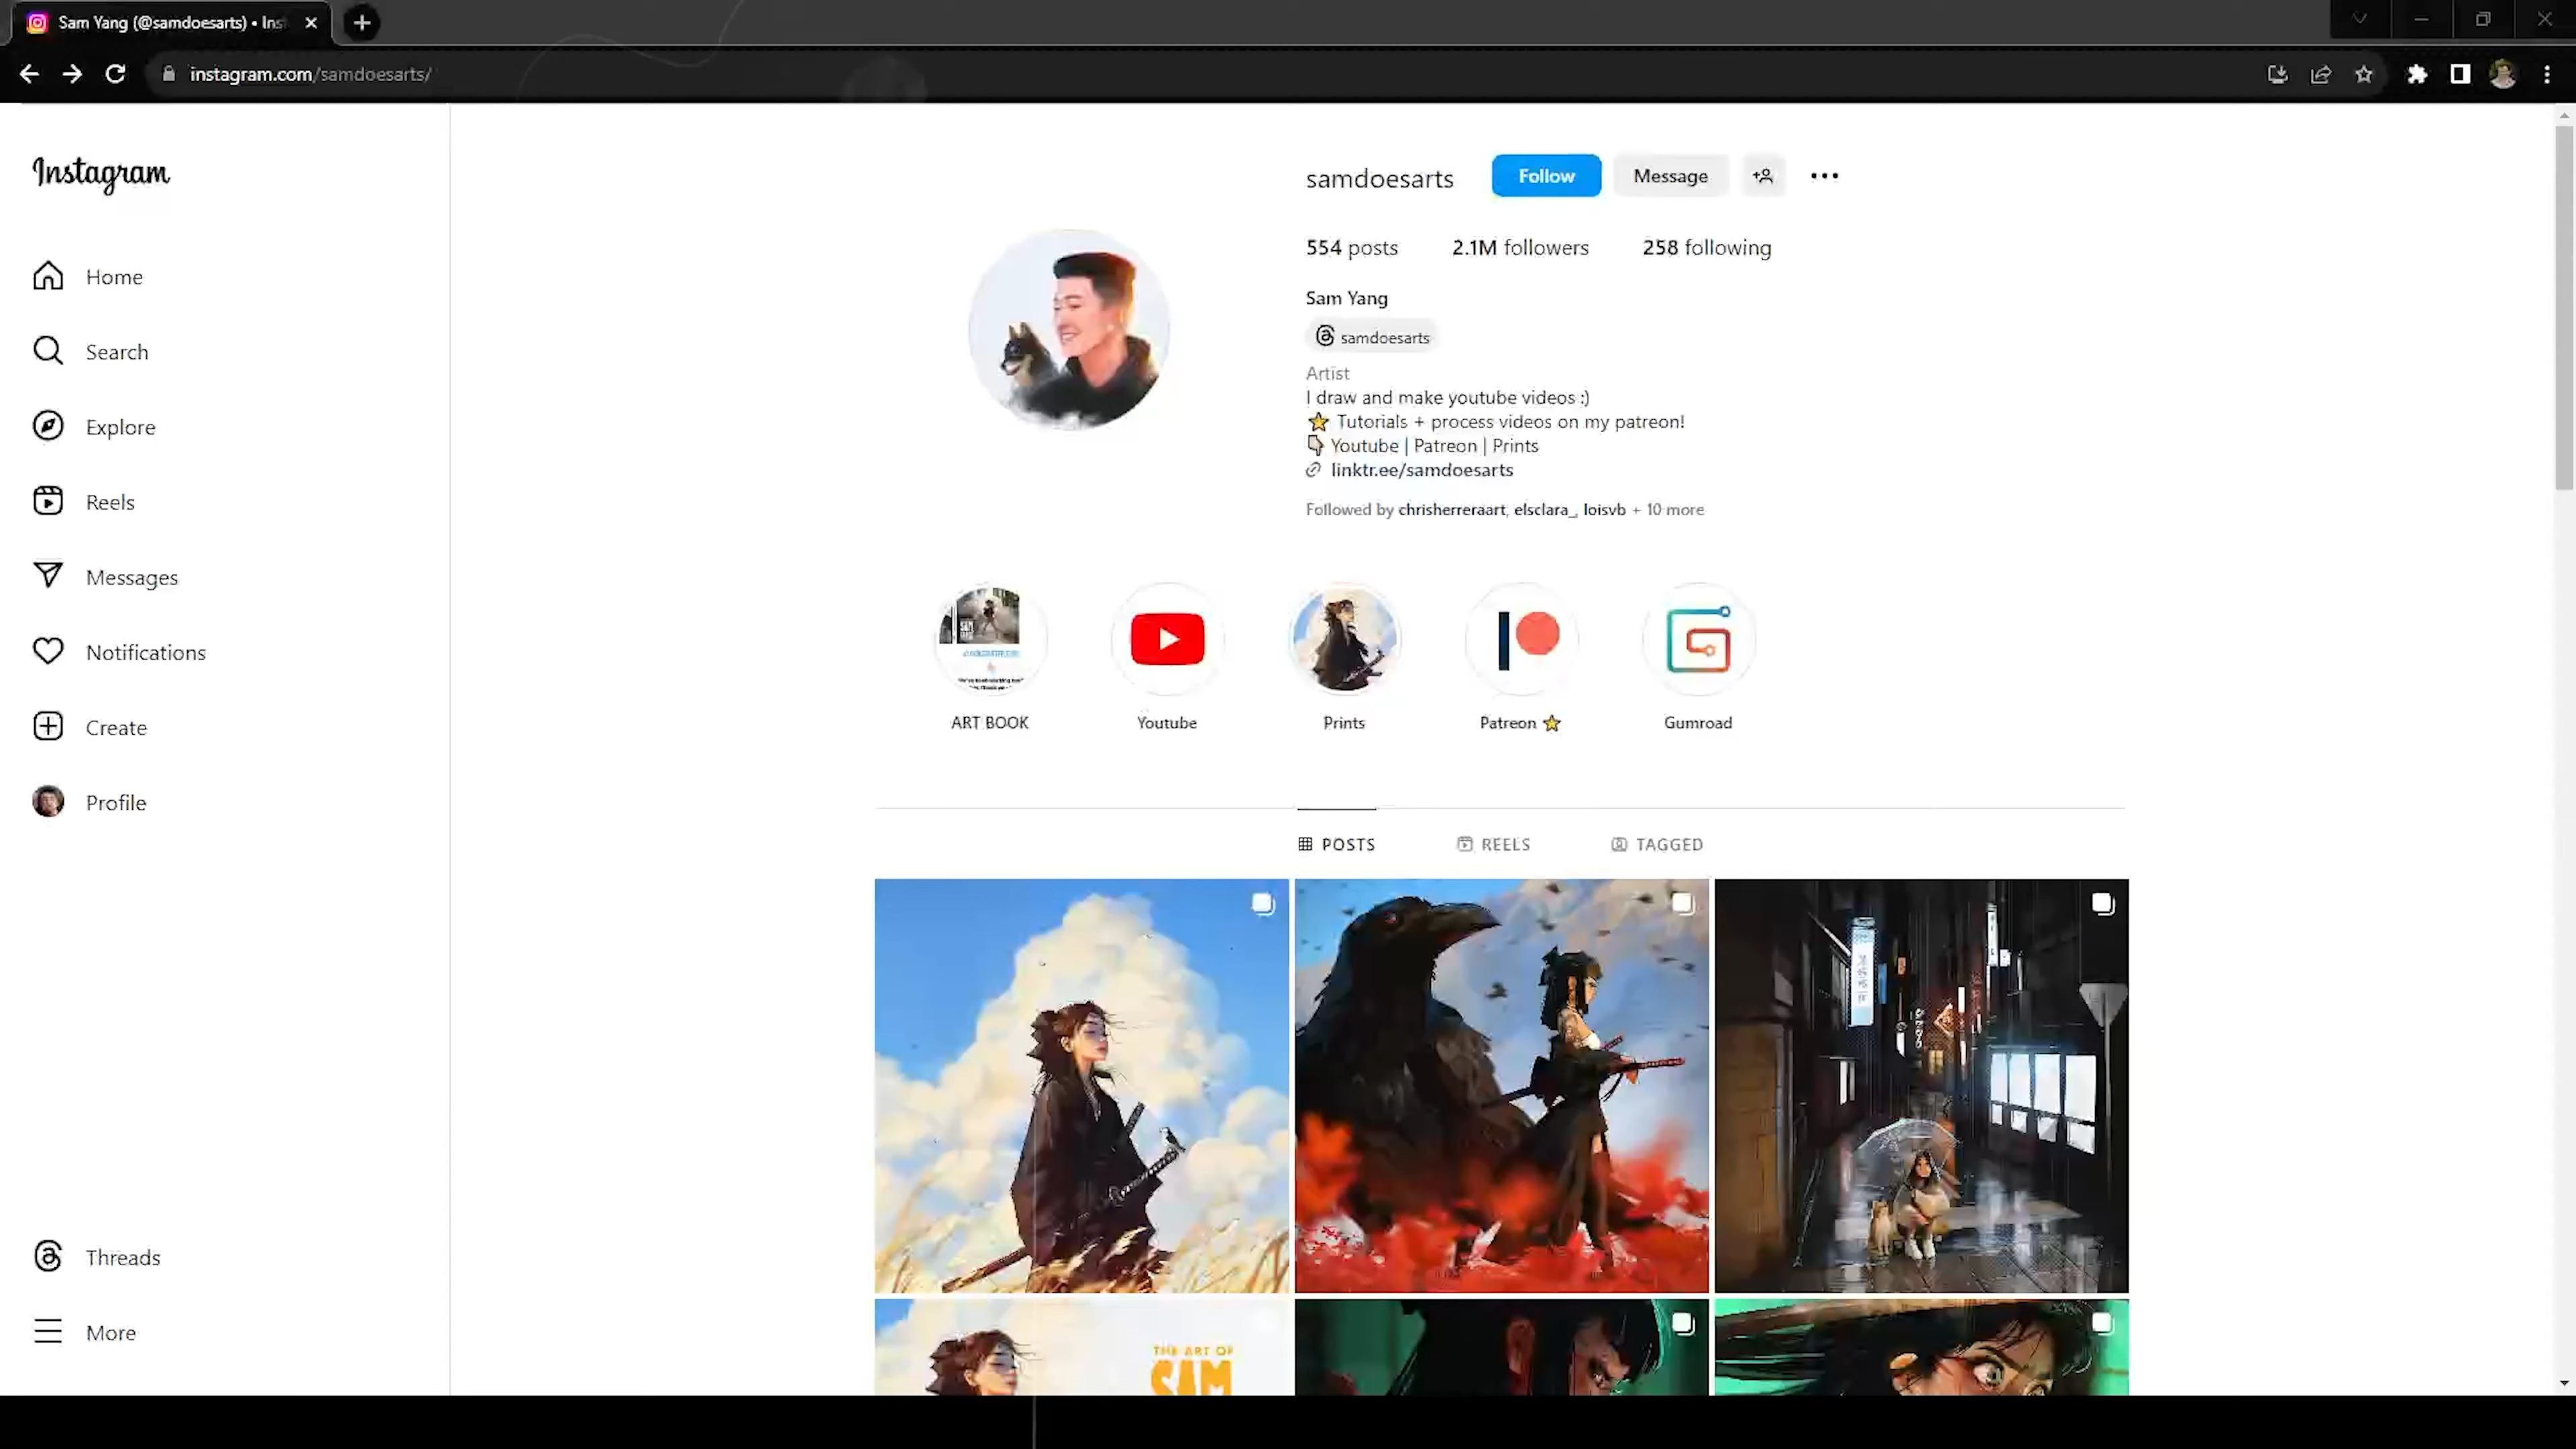 Sam Yang (@samdoesarts) • Ins
instagram.com/samdoesarts/
Instagram
Home
Search
Explore
Reels
Messages
Notifications
Create
Profile
Threads
More
samdoesarts
Follow
Message
554 posts 2.1M followers 258 following
Sam Yang
samdoesarts
Artist
I draw and make youtube videos :)
⭐ Tutorials + process videos on my patreon!
👇🏻 Youtube | Patreon | Prints
linktr.ee/samdoesarts
Followed by chrisherreraart, elsclara_, loisvb + 10 more
ART BOOK
Youtube
Prints
Patreon ⭐
Gumroad
POSTS
REELS
TAGGED
THE ART OF
SAM